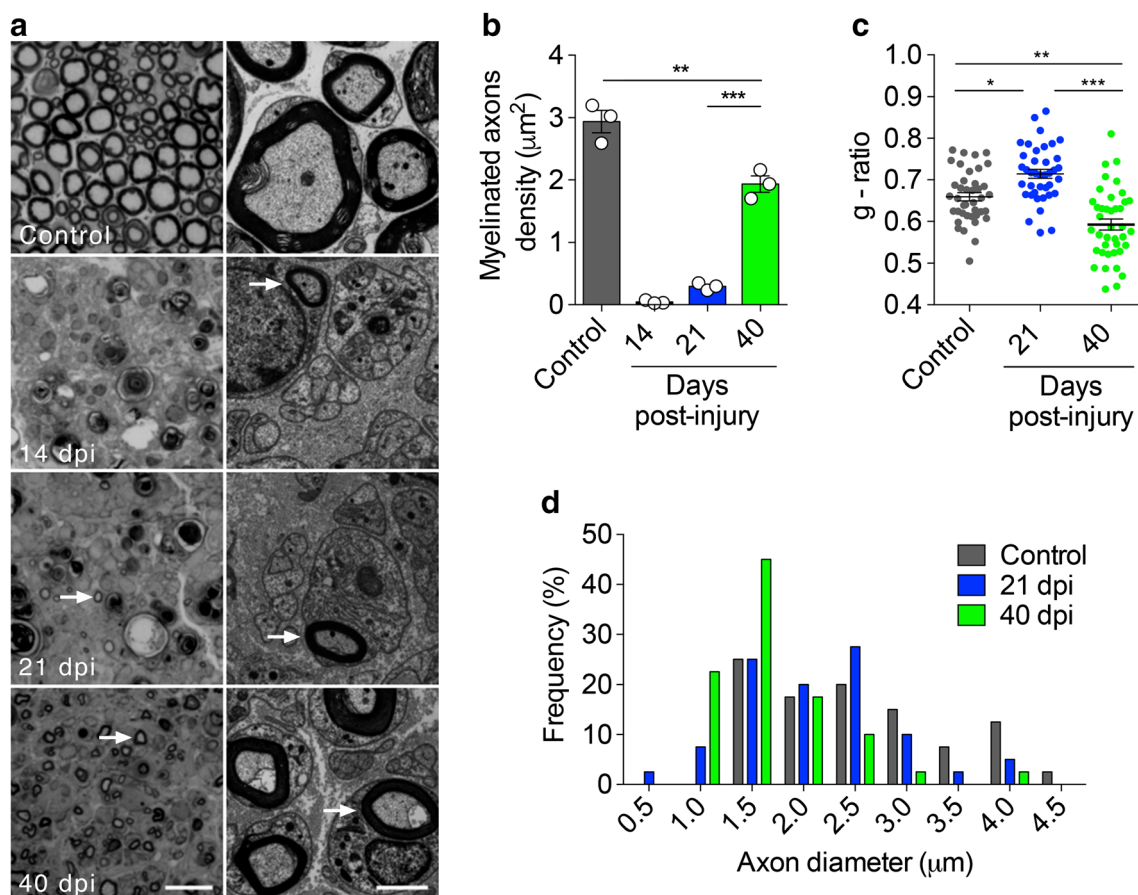 a
Control
14 dpi
21 dpi
40 dpi
b
Myelinated axons
density (μm²)
4
3
2
1
0
**
***
Control
14
21
40
Days
post-injury
c
g - ratio
1.0
0.9
0.8
0.7
0.6
0.5
0.4
**
*
***
Control
21
40
Days
post-injury
d
Frequency (%)
50
40
30
20
10
0
Control
21 dpi
40 dpi
0.5
1.0
1.5
2.0
2.5
3.0
3.5
4.0
4.5
Axon diameter (μm)